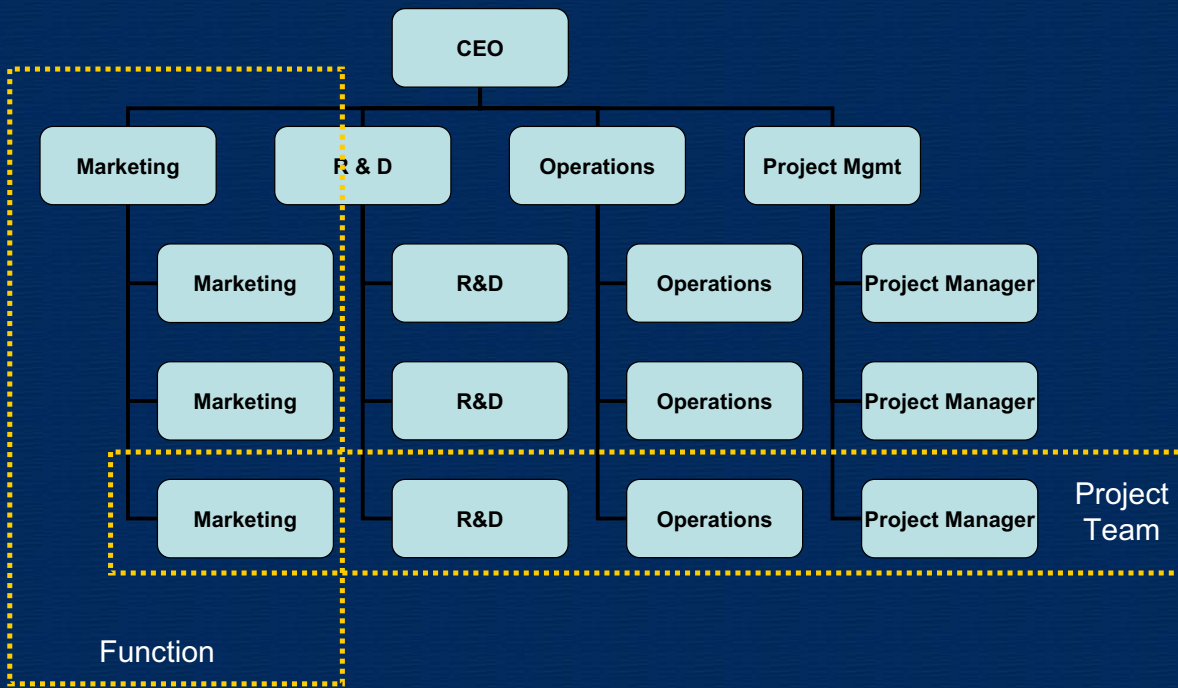 CEO
Marketing
R & D
Operations
Project Mgmt
Marketing
R&D
Operations
Project Manager
Marketing
R&D
Operations
Project Manager
Marketing
R&D
Operations
Project Manager
Project
Team
Function